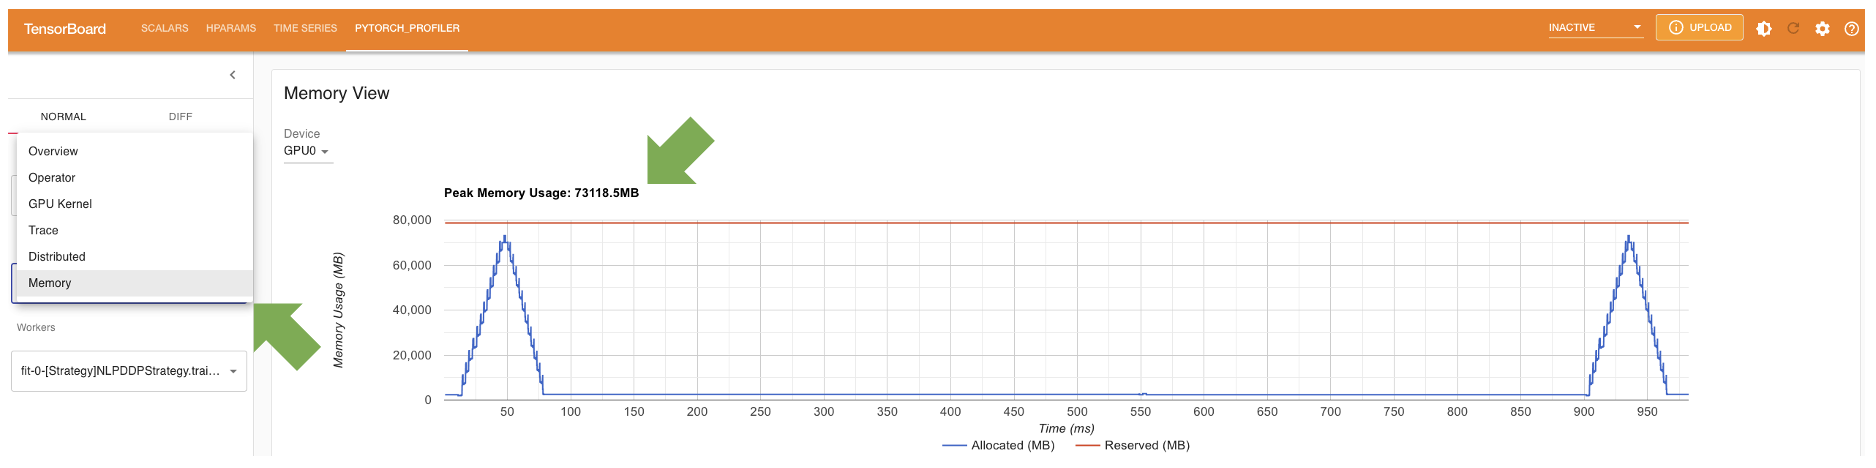 TensorBoard SCALARS HPARAMS TIME SERIES PYTORCH_PROFILER INACTIVE UPLOAD
NORMAL DIFF
Overview
Operator
GPU Kernel
Trace
Distributed
Memory
Workers
fit-0-[Strategy]NLPDDPStrategy.trai...
Memory View
Device
GPU0
Peak Memory Usage: 73118.5MB
Memory Usage (MB)
80,000
60,000
40,000
20,000
0
50 100 150 200 250 300 350 400 450 500 550 600 650 700 750 800 850 900 950
Time (ms)
Allocated (MB) Reserved (MB)